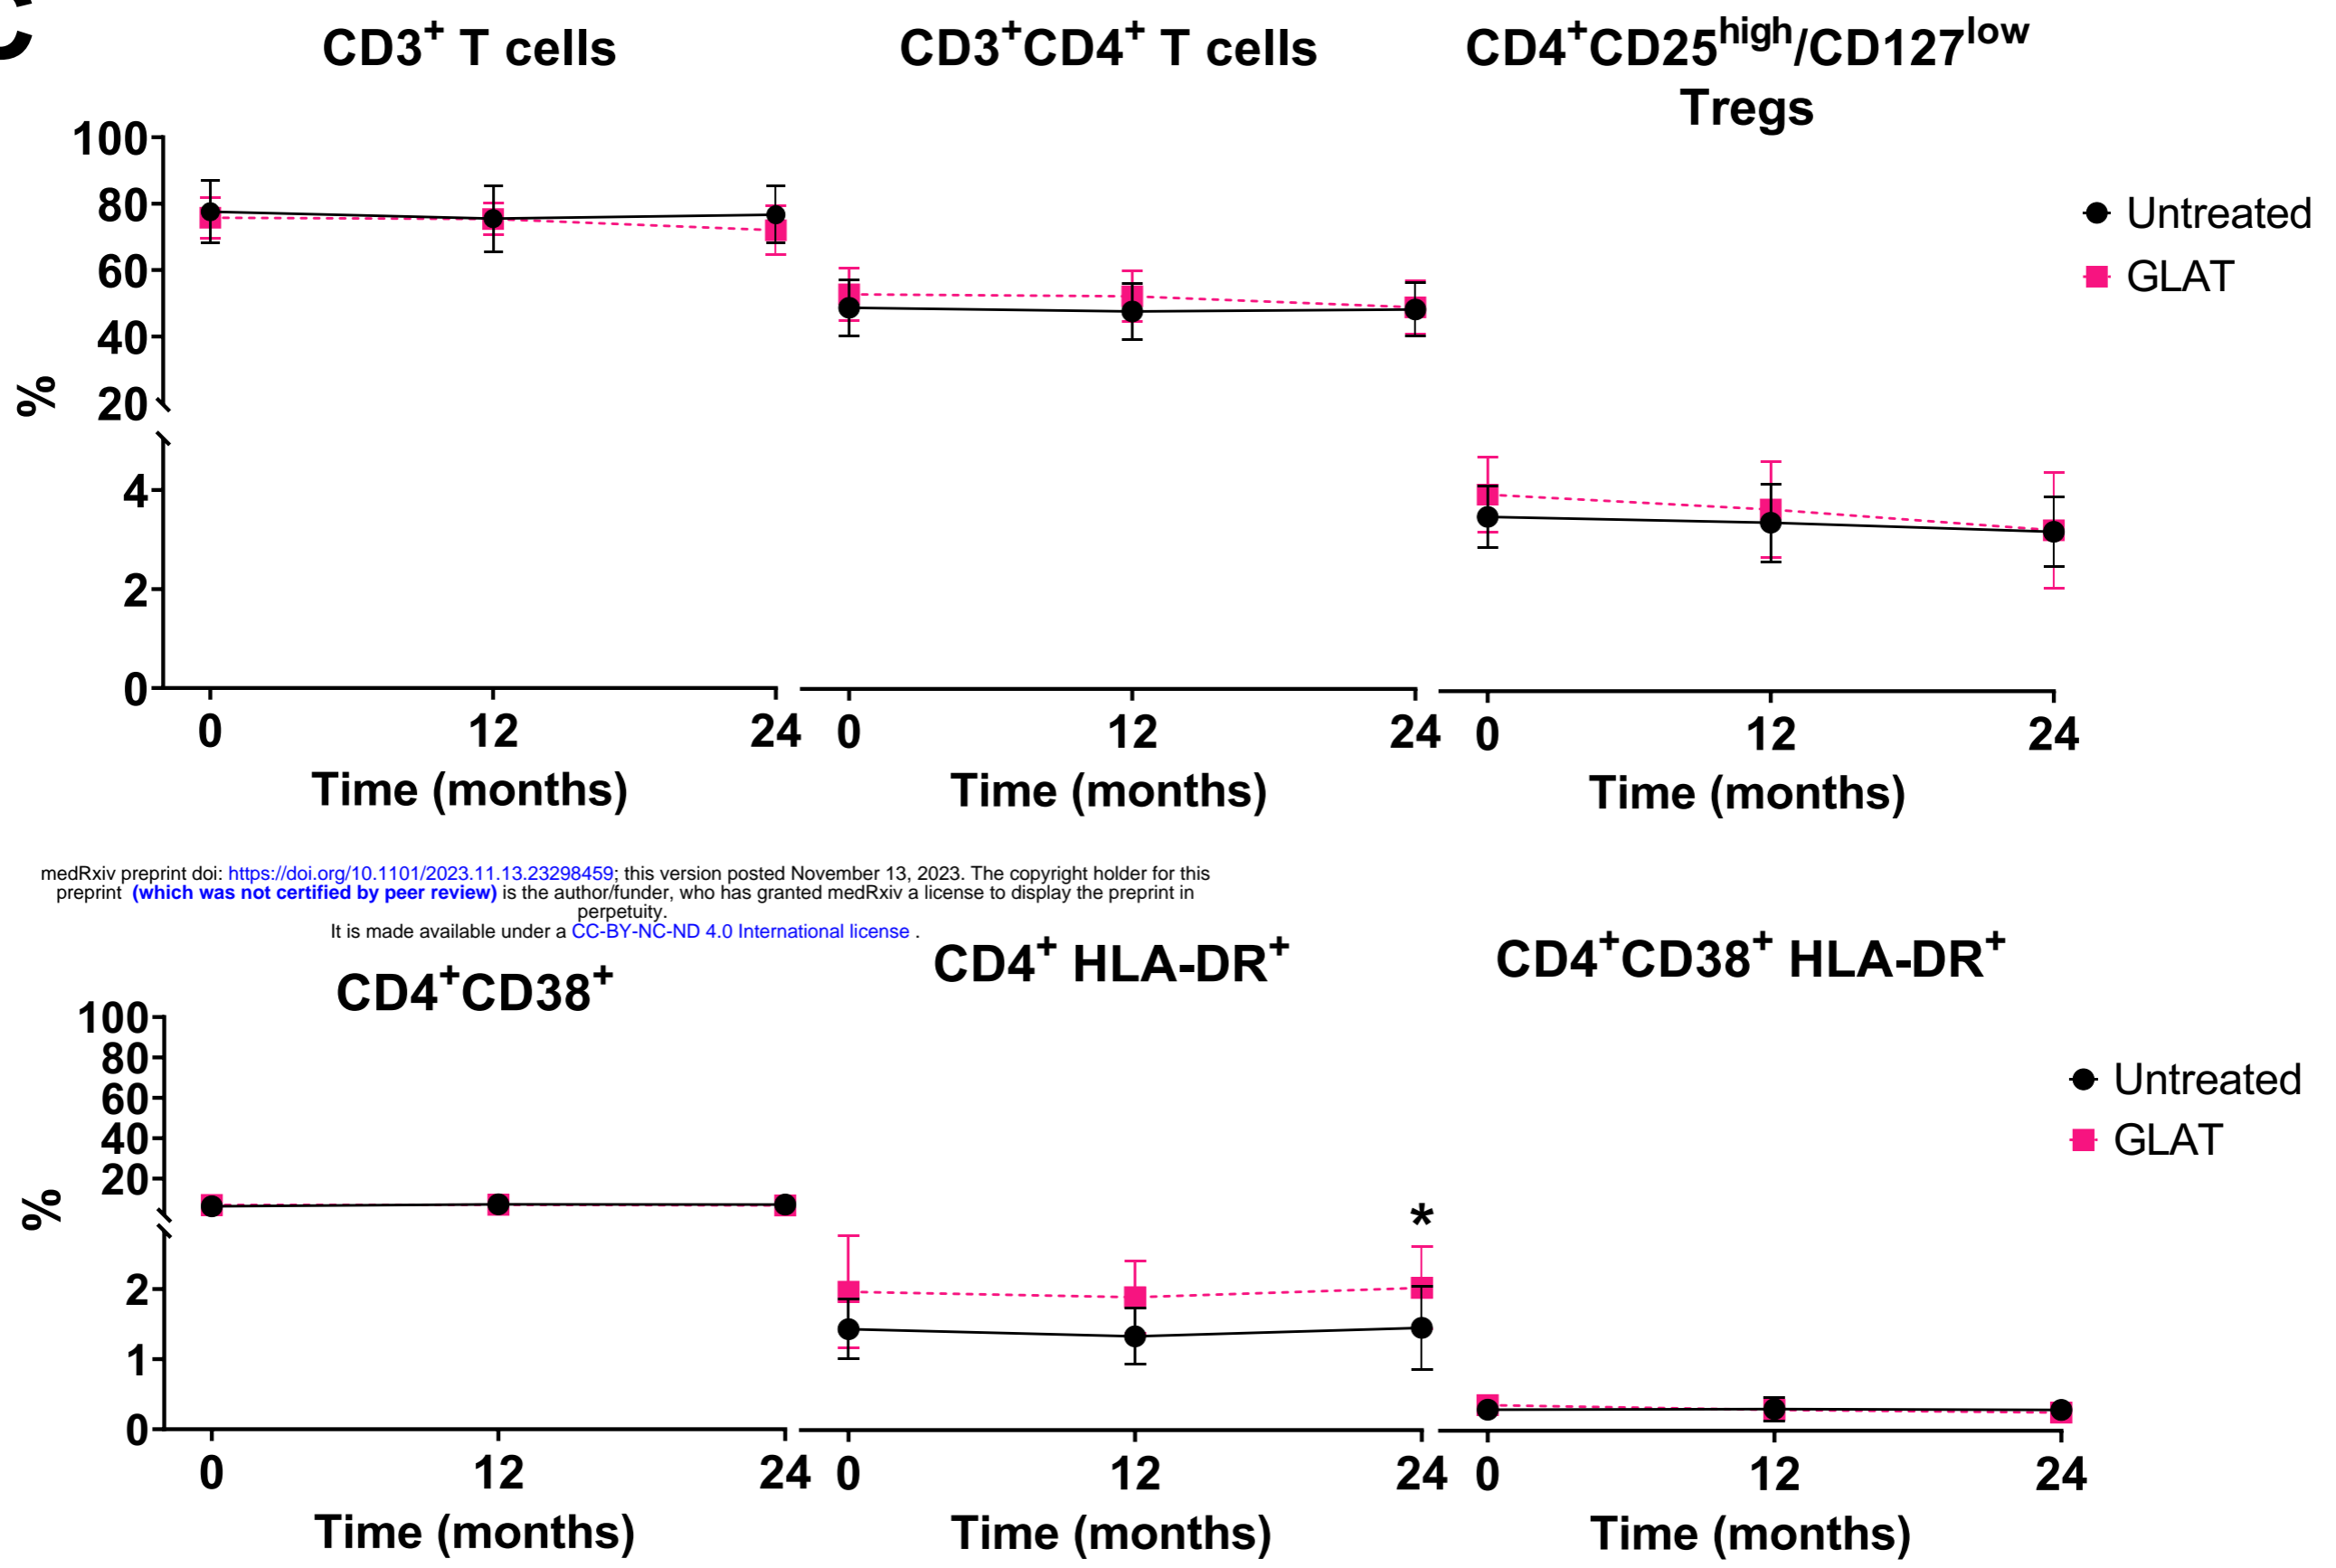 C
CD3+ T cells
CD3+CD4+ T cells
CD4+CD25high/CD127low
Tregs
100
80
60
40
20
4
2
0
%
Untreated
GLAT
0 12 24
0 12 24
0 12 24
Time (months)
Time (months)
Time (months)
medRxiv preprint doi: https://doi.org/10.1101/2023.11.13.23298459; this version posted November 13, 2023. The copyright holder for this
preprint (which was not certified by peer review) is the author/funder, who has granted medRxiv a license to display the preprint in
perpetuity.
It is made available under a CC-BY-NC-ND 4.0 International license .
CD4+CD38+
CD4+ HLA-DR+
CD4+CD38+ HLA-DR+
100
80
60
40
20
2
1
0
%
*
Untreated
GLAT
0 12 24
0 12 24
0 12 24
Time (months)
Time (months)
Time (months)